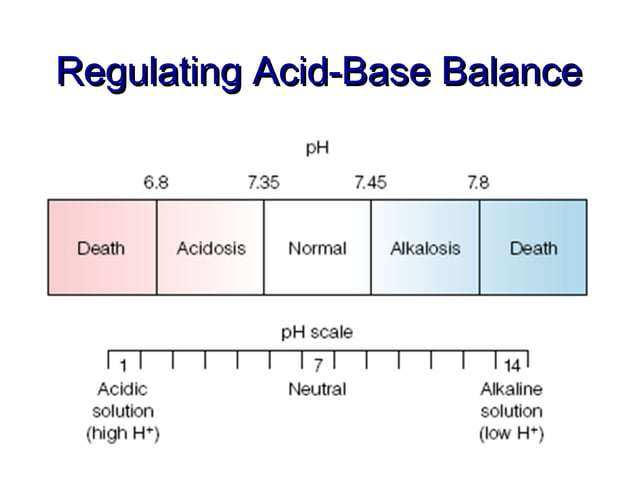 Regulating Acid-Base Balance
pH
6.8 7.35 7.45 7.8
Death Acidosis Normal Alkalosis Death
pH scale
1 7 14
Acidic Neutral Alkaline
solution solution
(high H⁺) (low H⁺)